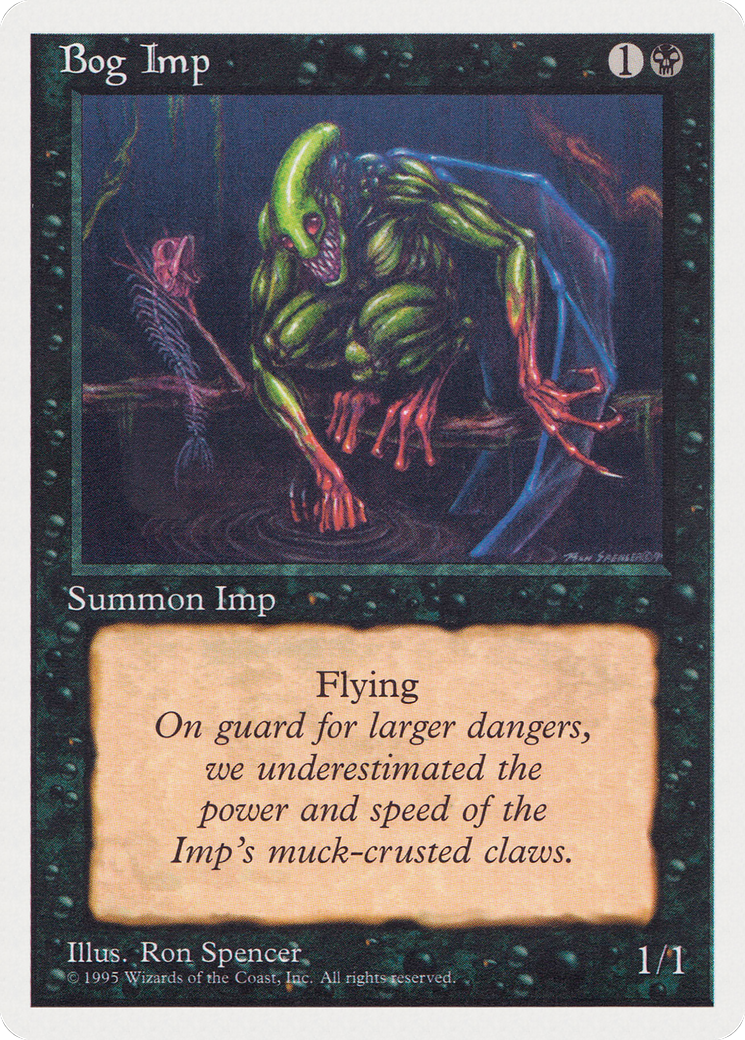 Bog Imp 1
Summon Imp
Flying
On guard for larger dangers,
we underestimated the
power and speed of the
Imp's muck-crusted claws.
Illus. Ron Spencer
1/1
© 1995 Wizards of the Coast, Inc. All rights reserved.